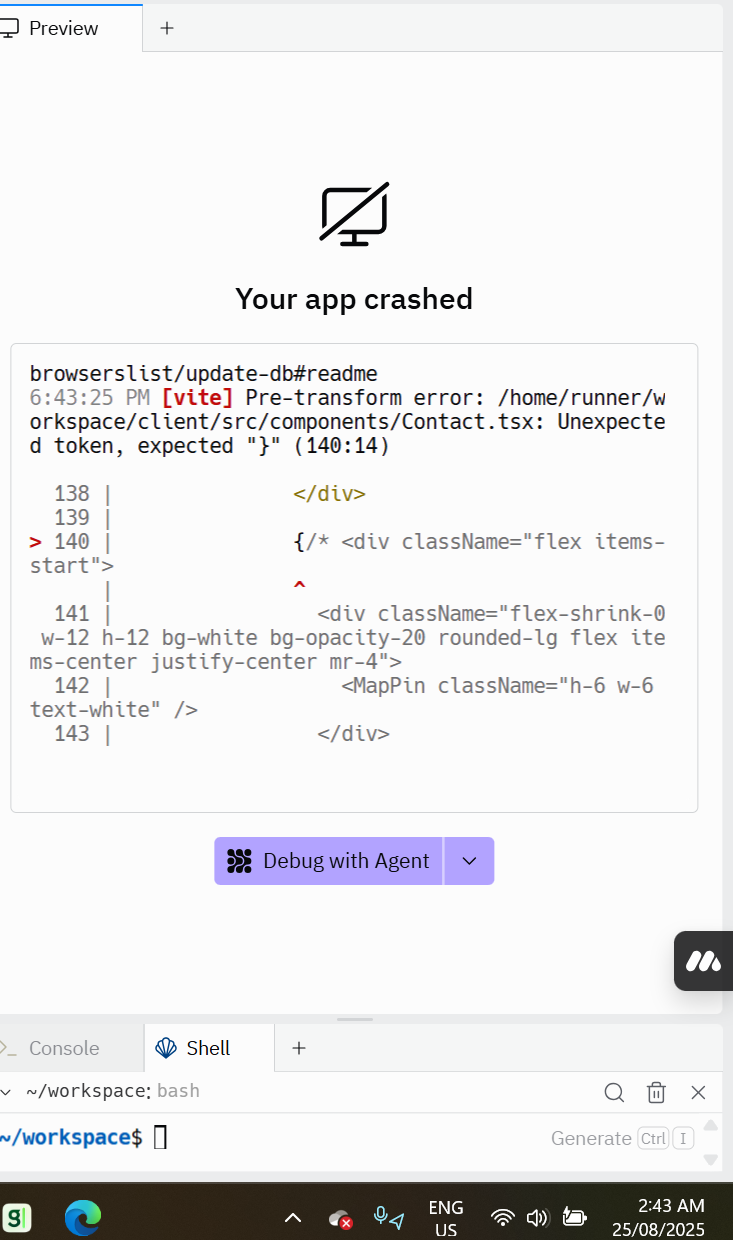 Preview
Your app crashed
browserslist/update-db#readme
6:43:25 PM [vite] Pre-transform error: /home/runner/w
orkspace/client/src/components/Contact.tsx: Unexpecte
d token, expected "}" (140:14)
138 |               </div>
139 |
> 140 |               {/* <div className="flex items-
start">
|               ^
141 |                 <div className="flex-shrink-0
w-12 h-12 bg-white bg-opacity-20 rounded-lg flex ite
ms-center justify-center mr-4">
142 |                   <MapPin className="h-6 w-6
text-white" />
143 |                 </div>
Debug with Agent
Console
Shell
~/workspace: bash
~/workspace$
Generate Ctrl I
g
ENG
US
2:43 AM
25/08/2025